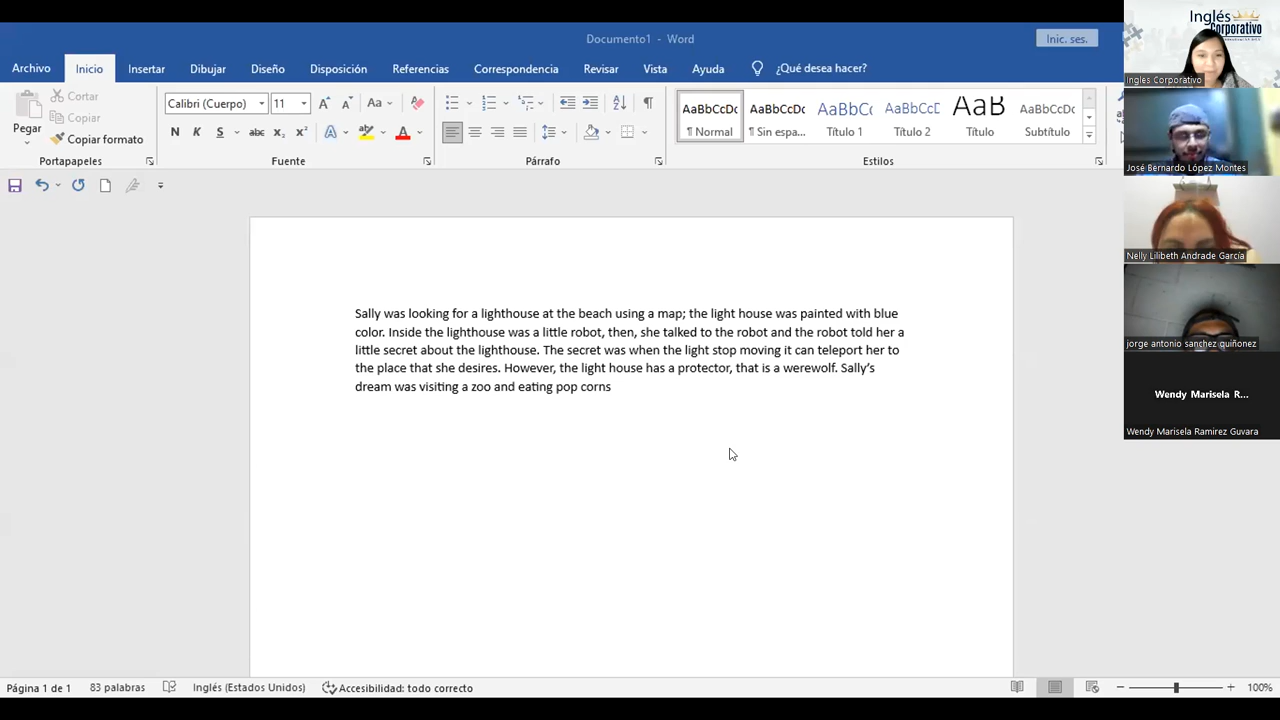 Documento1 - Word
Inic. ses.
Archivo Inicio Insertar Dibujar Diseño Disposición Referencias Correspondencia Revisar Vista Ayuda ¿Qué desea hacer?
Pegar
Cortar
Copiar
Copiar formato
Portapapeles
Calibri (Cuerpo) 11
N K S abc x₂ x²
Fuente
Párrafo
AaBbCcDc AaBbCcDc AaBbCc AaBbCcE AaB AaBbCcD
¶ Normal ¶ Sin espa... Título 1 Título 2 Título Subtítulo
Estilos
Sally was looking for a lighthouse at the beach using a map; the light house was painted with blue
color. Inside the lighthouse was a little robot, then, she talked to the robot and the robot told her a
little secret about the lighthouse. The secret was when the light stop moving it can teleport her to
the place that she desires. However, the light house has a protector, that is a werewolf. Sally’s
dream was visiting a zoo and eating pop corns
Página 1 de 1 83 palabras Inglés (Estados Unidos) Accesibilidad: todo correcto 100%
Inglés
Corporativo
Ingles Corporativo
José Bernardo López Montes
Nelly Lilibeth Andrade García
jorge antonio sanchez quiñonez
Wendy Marisela R...
Wendy Marisela Ramirez Guvara